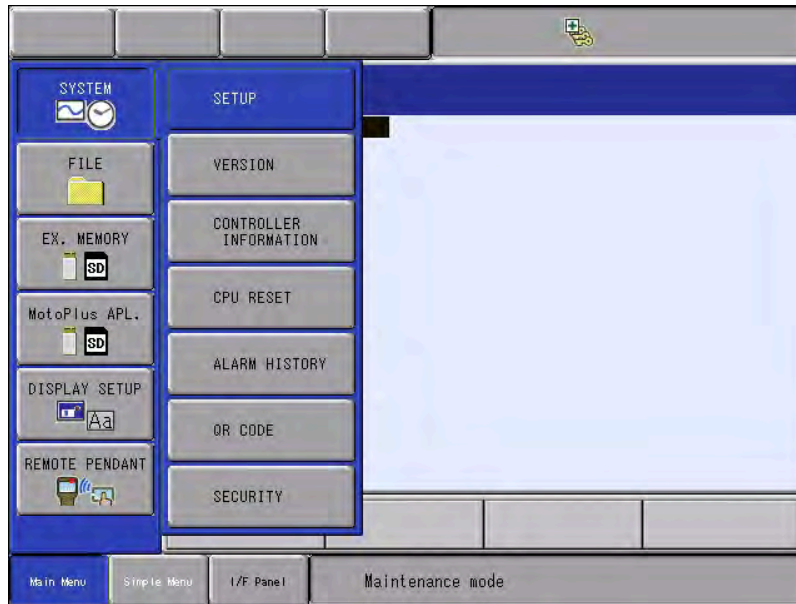 SYSTEM
SETUP
FILE
VERSION
EX. MEMORY
SD
CONTROLLER
INFORMATION
MotoPlus APL.
SD
CPU RESET
ALARM HISTORY
DISPLAY SETUP
Aa
QR CODE
REMOTE PENDANT
SECURITY
Main Menu
Simple Menu
I/F Panel
Maintenance mode